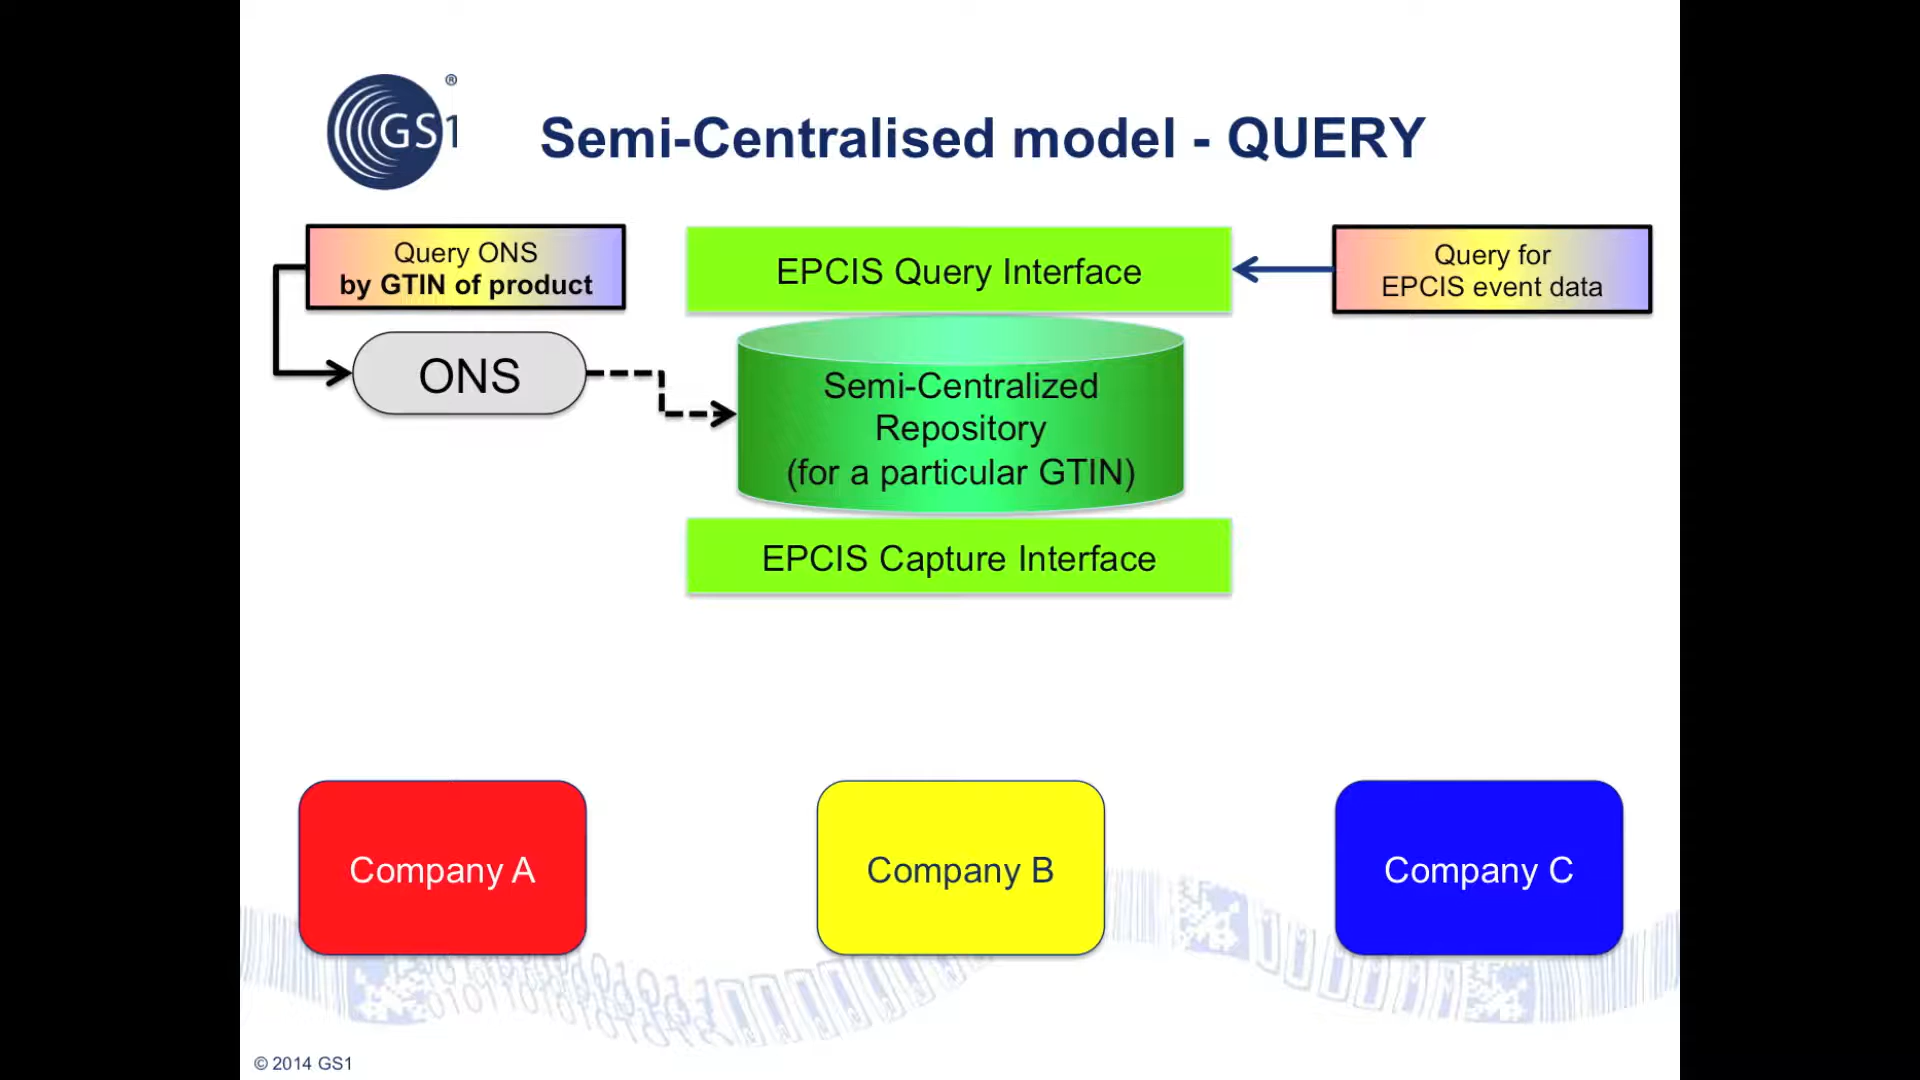 GS1
®
Semi-Centralised model - QUERY
Query ONS
by GTIN of product
EPCIS Query Interface
Query for
EPCIS event data
ONS
Semi-Centralized
Repository
(for a particular GTIN)
EPCIS Capture Interface
Company A
Company B
Company C
© 2014 GS1